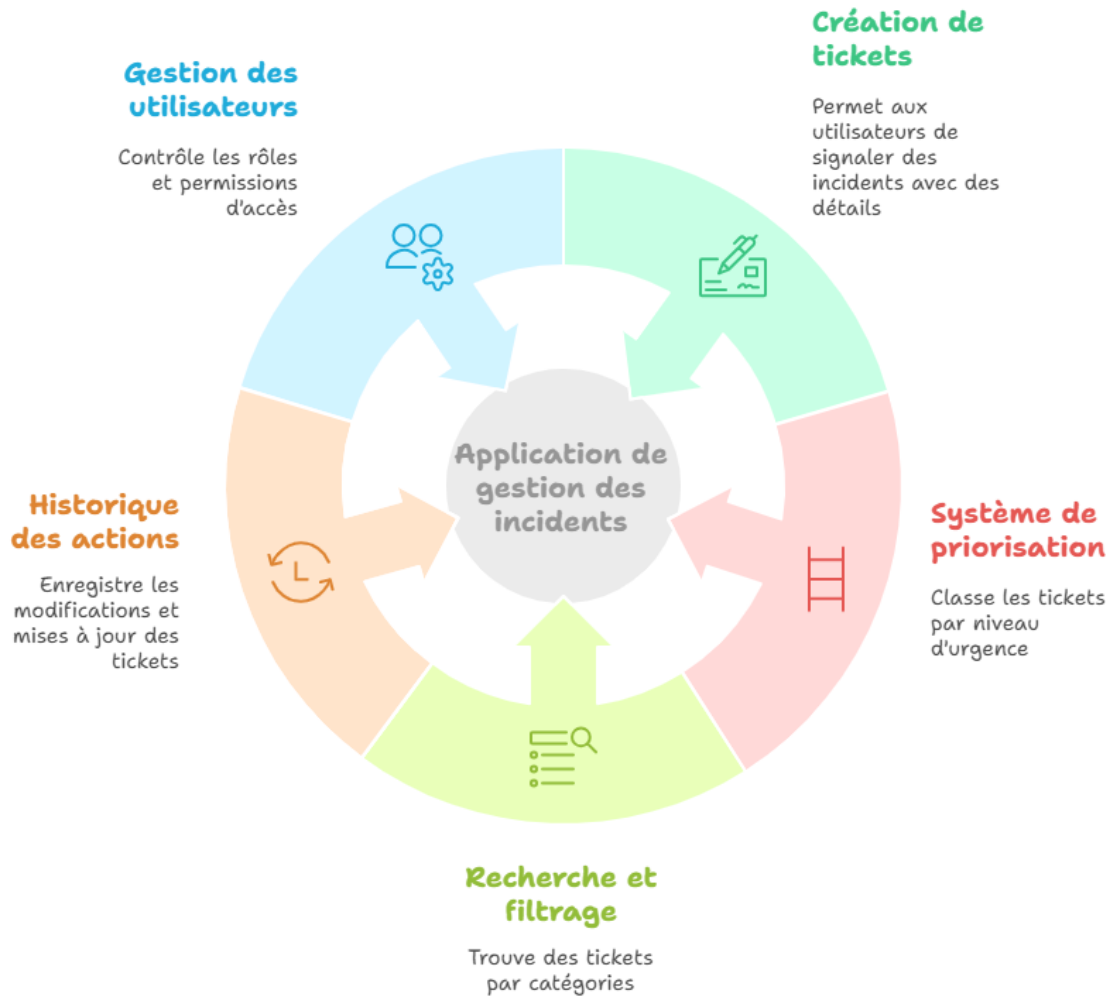 Création de
tickets
Permet aux
utilisateurs de
signaler des
incidents avec des
détails
Gestion des
utilisateurs
Contrôle les rôles
et permissions
d'accès
Application de
gestion des
incidents
Historique
des actions
Enregistre les
modifications et
mises à jour des
tickets
Système de
priorisation
Classe les tickets
par niveau
d'urgence
Recherche et
filtrage
Trouve des tickets
par catégories